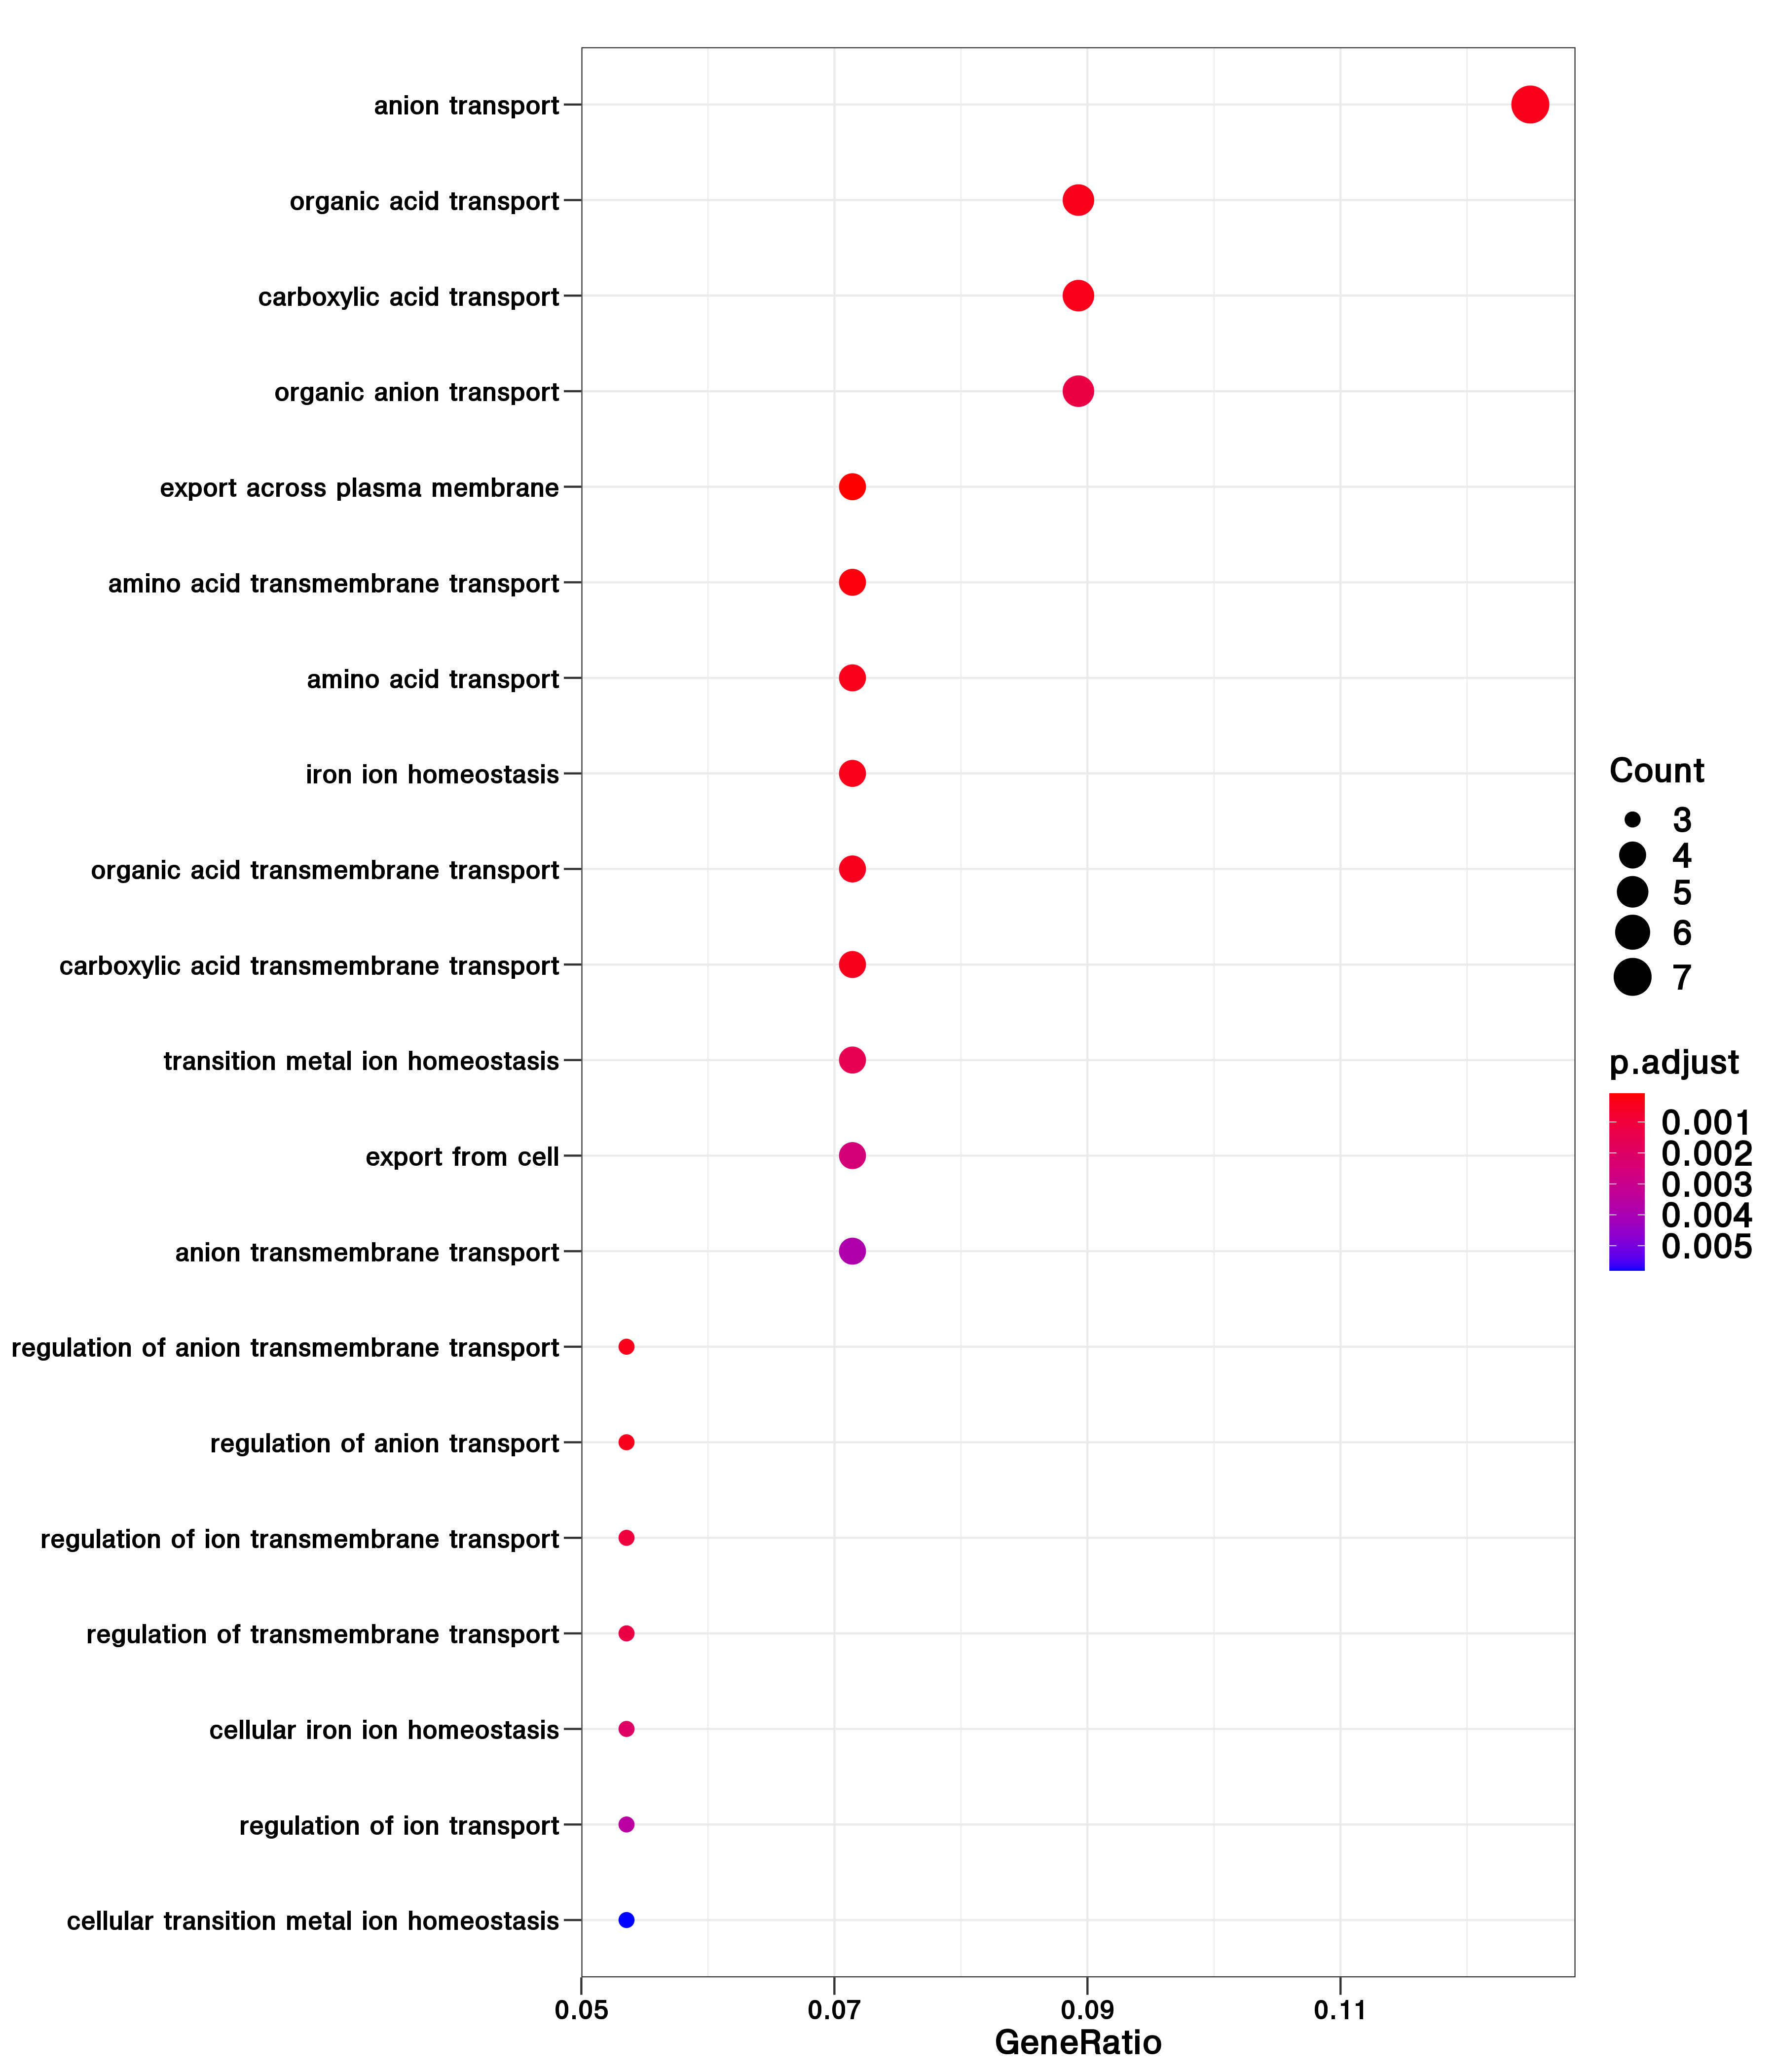 anion transport
organic acid transport
carboxylic acid transport
organic anion transport
export across plasma membrane
amino acid transmembrane transport
amino acid transport
iron ion homeostasis
organic acid transmembrane transport
carboxylic acid transmembrane transport
transition metal ion homeostasis
export from cell
anion transmembrane transport
regulation of anion transmembrane transport
regulation of anion transport
regulation of ion transmembrane transport
regulation of transmembrane transport
cellular iron ion homeostasis
regulation of ion transport
cellular transition metal ion homeostasis
0.05 0.07 0.09 0.11
GeneRatio
Count
3
4
5
6
7
p.adjust
0.001
0.002
0.003
0.004
0.005